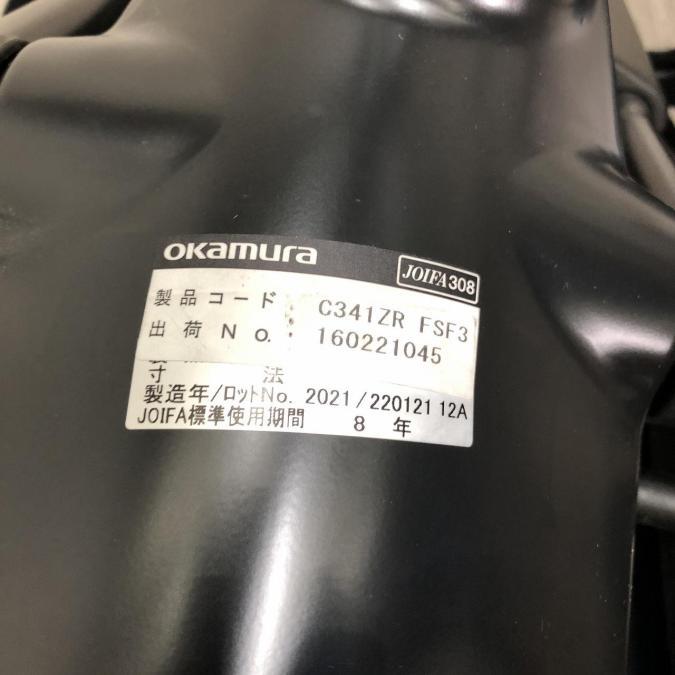 okamura
JOIFA308
製品コード C341ZR FSF3
出荷No. 160221045
寸法
製造年/ロットNo. 2021/220121 12A
JOIFA標準使用期間 8 年